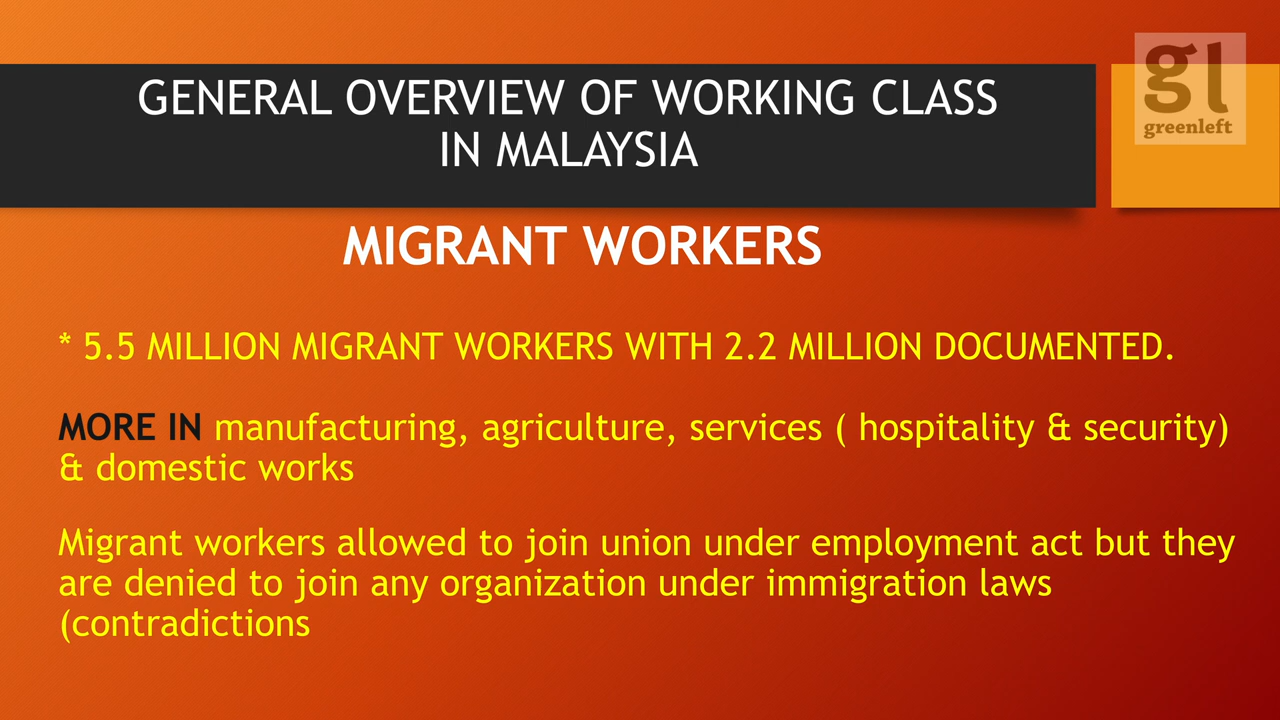 gl
greenleft
GENERAL OVERVIEW OF WORKING CLASS
IN MALAYSIA
MIGRANT WORKERS
* 5.5 MILLION MIGRANT WORKERS WITH 2.2 MILLION DOCUMENTED.
MORE IN manufacturing, agriculture, services ( hospitality & security)
& domestic works
Migrant workers allowed to join union under employment act but they
are denied to join any organization under immigration laws
(contradictions